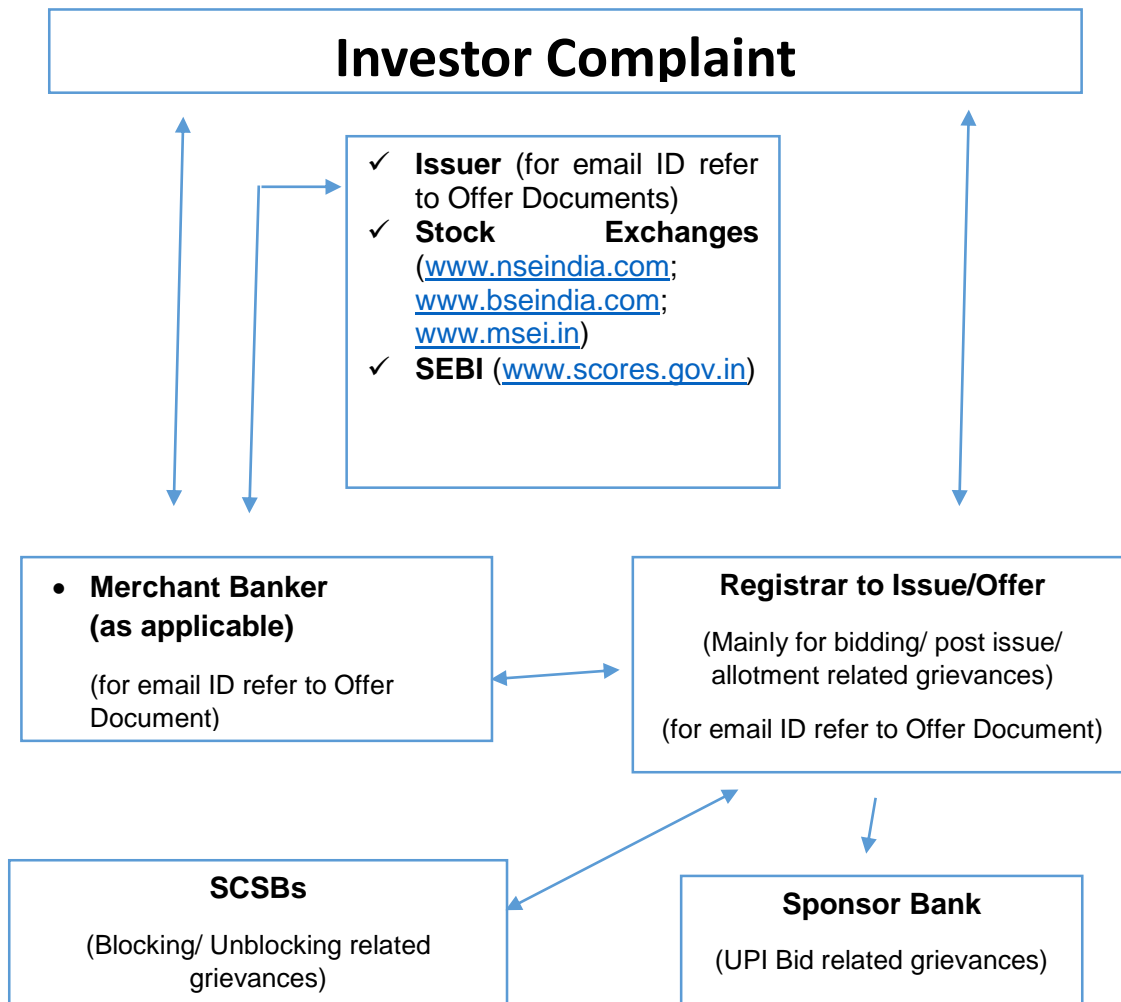 Investor Complaint
✓ Issuer (for email ID refer
to Offer Documents)
✓ Stock Exchanges
(www.nseindia.com;
www.bseindia.com;
www.msei.in)
✓ SEBI (www.scores.gov.in)
• Merchant Banker
(as applicable)
(for email ID refer to Offer
Document)
Registrar to Issue/Offer
(Mainly for bidding/ post issue/
allotment related grievances)
(for email ID refer to Offer Document)
SCSBs
(Blocking/ Unblocking related
grievances)
Sponsor Bank
(UPI Bid related grievances)